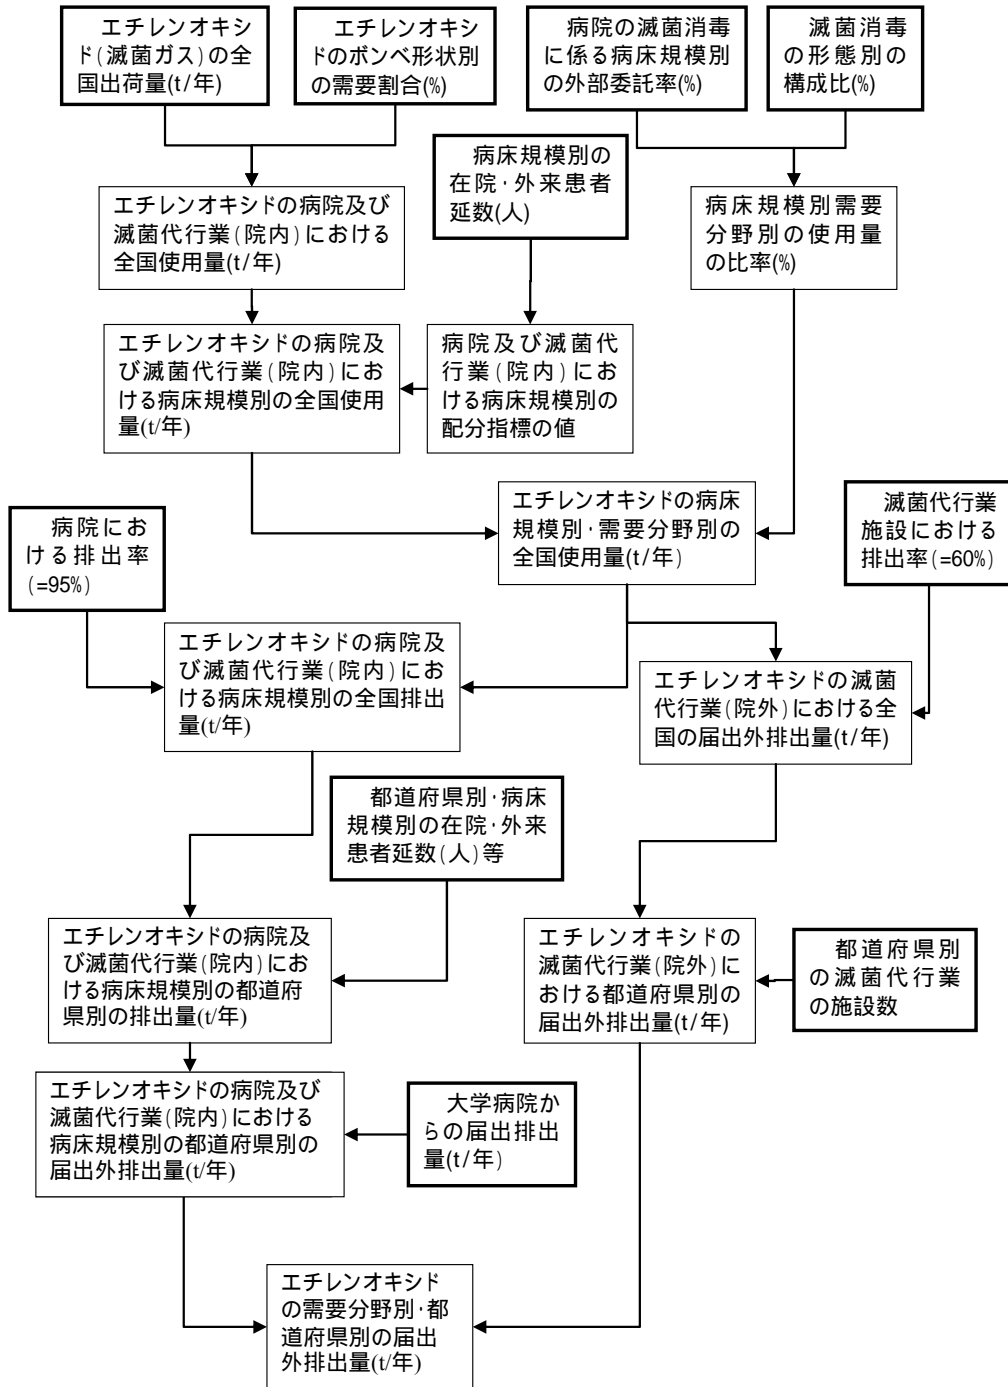 エチレンオキシ
ド(滅菌ガス)の全
国出荷量(t/年)
エチレンオキ
シドのボンベ形状別
の需要割合(%)
病院の滅菌消毒
に係る病床規模別
の外部委託率(%)
滅菌消毒
の形態別の
構成比(%)
病床規模別の
在院・外来患者
延数(人)
エチレンオキシドの病院及び
滅菌代行業(院内)における
全国使用量(t/年)
病床規模別需要
分野別の使用量
の比率(%)
エチレンオキシドの病院及
び滅菌代行業(院内)にお
ける病床規模別の全国使用
量(t/年)
病院及び滅菌代
行業(院内)にお
ける病床規模別の
配分指標の値
エチレンオキシドの病床
規模別・需要分野別の
全国使用量(t/年)
滅菌代行業
施設における
排出率(=60%)
病院にお
ける排出率
(=95%)
エチレンオキシドの病院及
び滅菌代行業(院内)にお
ける病床規模別の全国排出
量(t/年)
エチレンオキシドの滅菌
代行業(院外)における全
国の届出外排出量(t/年)
都道府県別・病床
規模別の在院・外来
患者延数(人)等
エチレンオキシドの病院及
び滅菌代行業(院内)にお
ける病床規模別の都道府
県別の排出量(t/年)
エチレンオキシドの
滅菌代行業(院外)に
おける都道府県別の
届出外排出量(t/年)
都道府県別
の滅菌代行業
の施設数
エチレンオキシドの病院及び
滅菌代行業(院内)における
病床規模別の都道府県別の
届出外排出量(t/年)
大学病院か
らの届出排出
量(t/年)
エチレンオキシド
の需要分野別・都
道府県別の届出
外排出量(t/年)